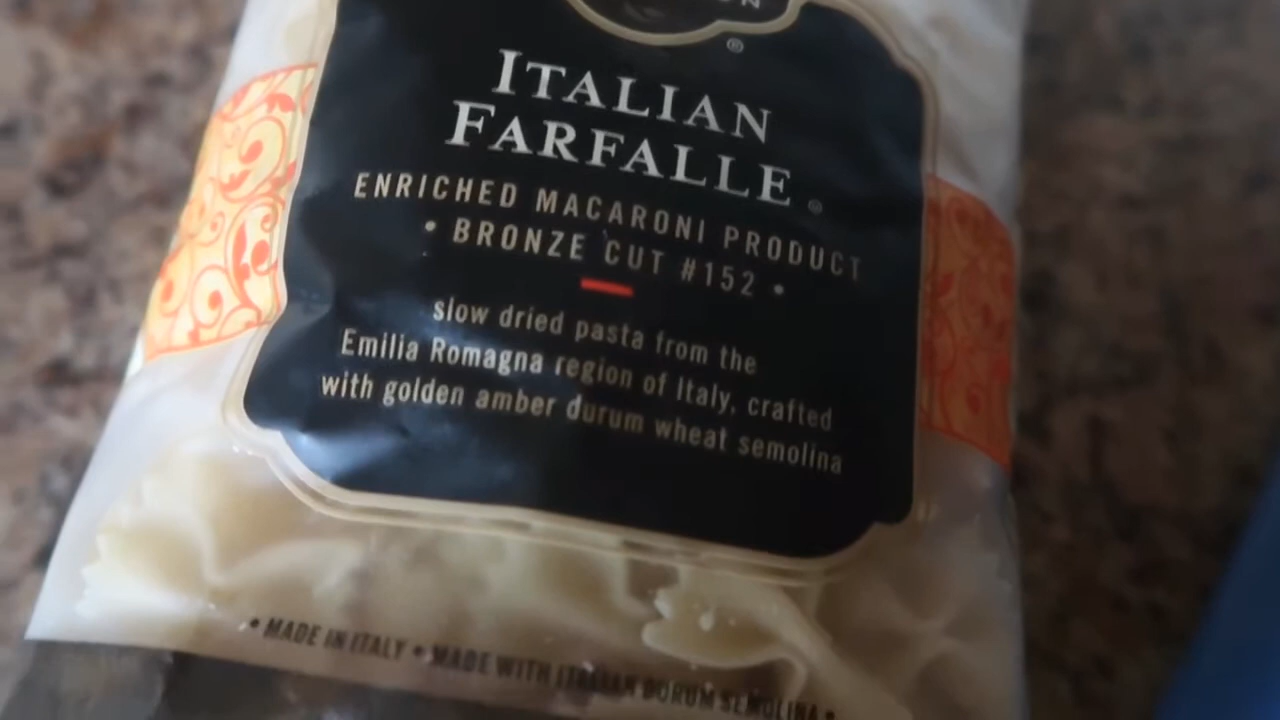 ITALIAN
FARFALLE
ENRICHED MACARONI PRODUCT
• BRONZE CUT #152 •
slow dried pasta from the
Emilia Romagna region of Italy, crafted
with golden amber durum wheat semolina
• MADE IN ITALY • MADE WITH ITALIAN DURUM SEMOLINA •